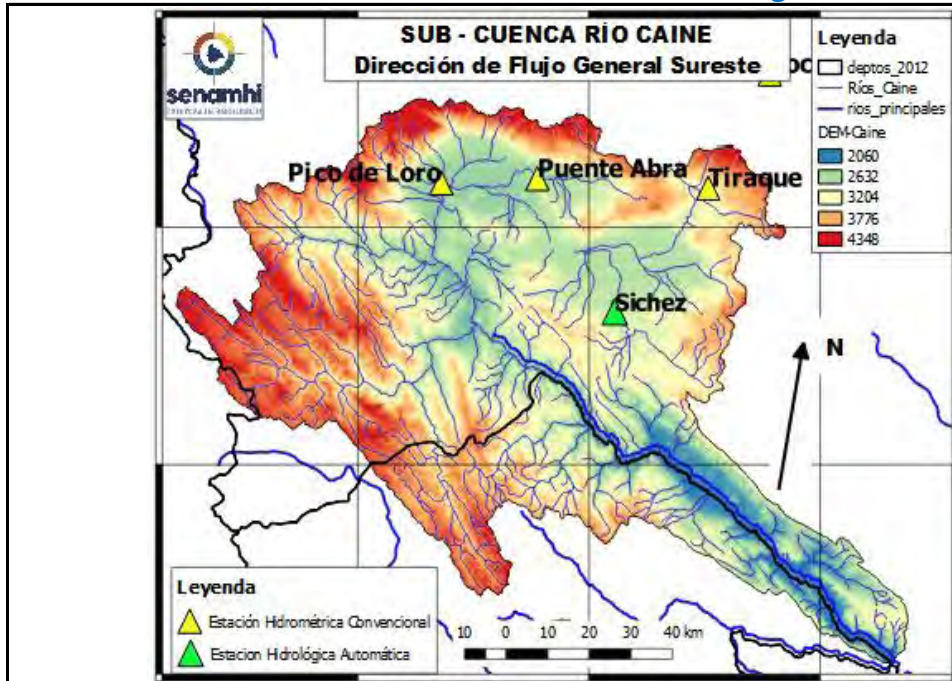 SUB - CUENCA RÍO CAINE
Dirección de Flujo General Sureste
senamhi
Leyenda
deptos_2012
Ríos_Caine
rios_principales
DEM-Caine
2060
2632
3204
3776
4348
Pico de Loro
Puente Abra
Tiraque
Sichez
N
Leyenda
Estación Hidrométrica Convencional
Estacion Hidrológica Automática
10 0 10 20 30 40 km